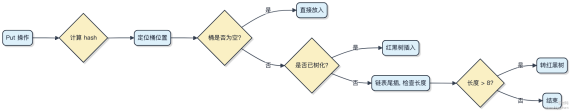 Put 操作
计算 hash
定位桶位置
桶是否为空?
是
直接放入
否
是否已树化?
是
红黑树插入
否
链表尾插, 检查长度
长度 > 8?
是
转红黑树
否
结束